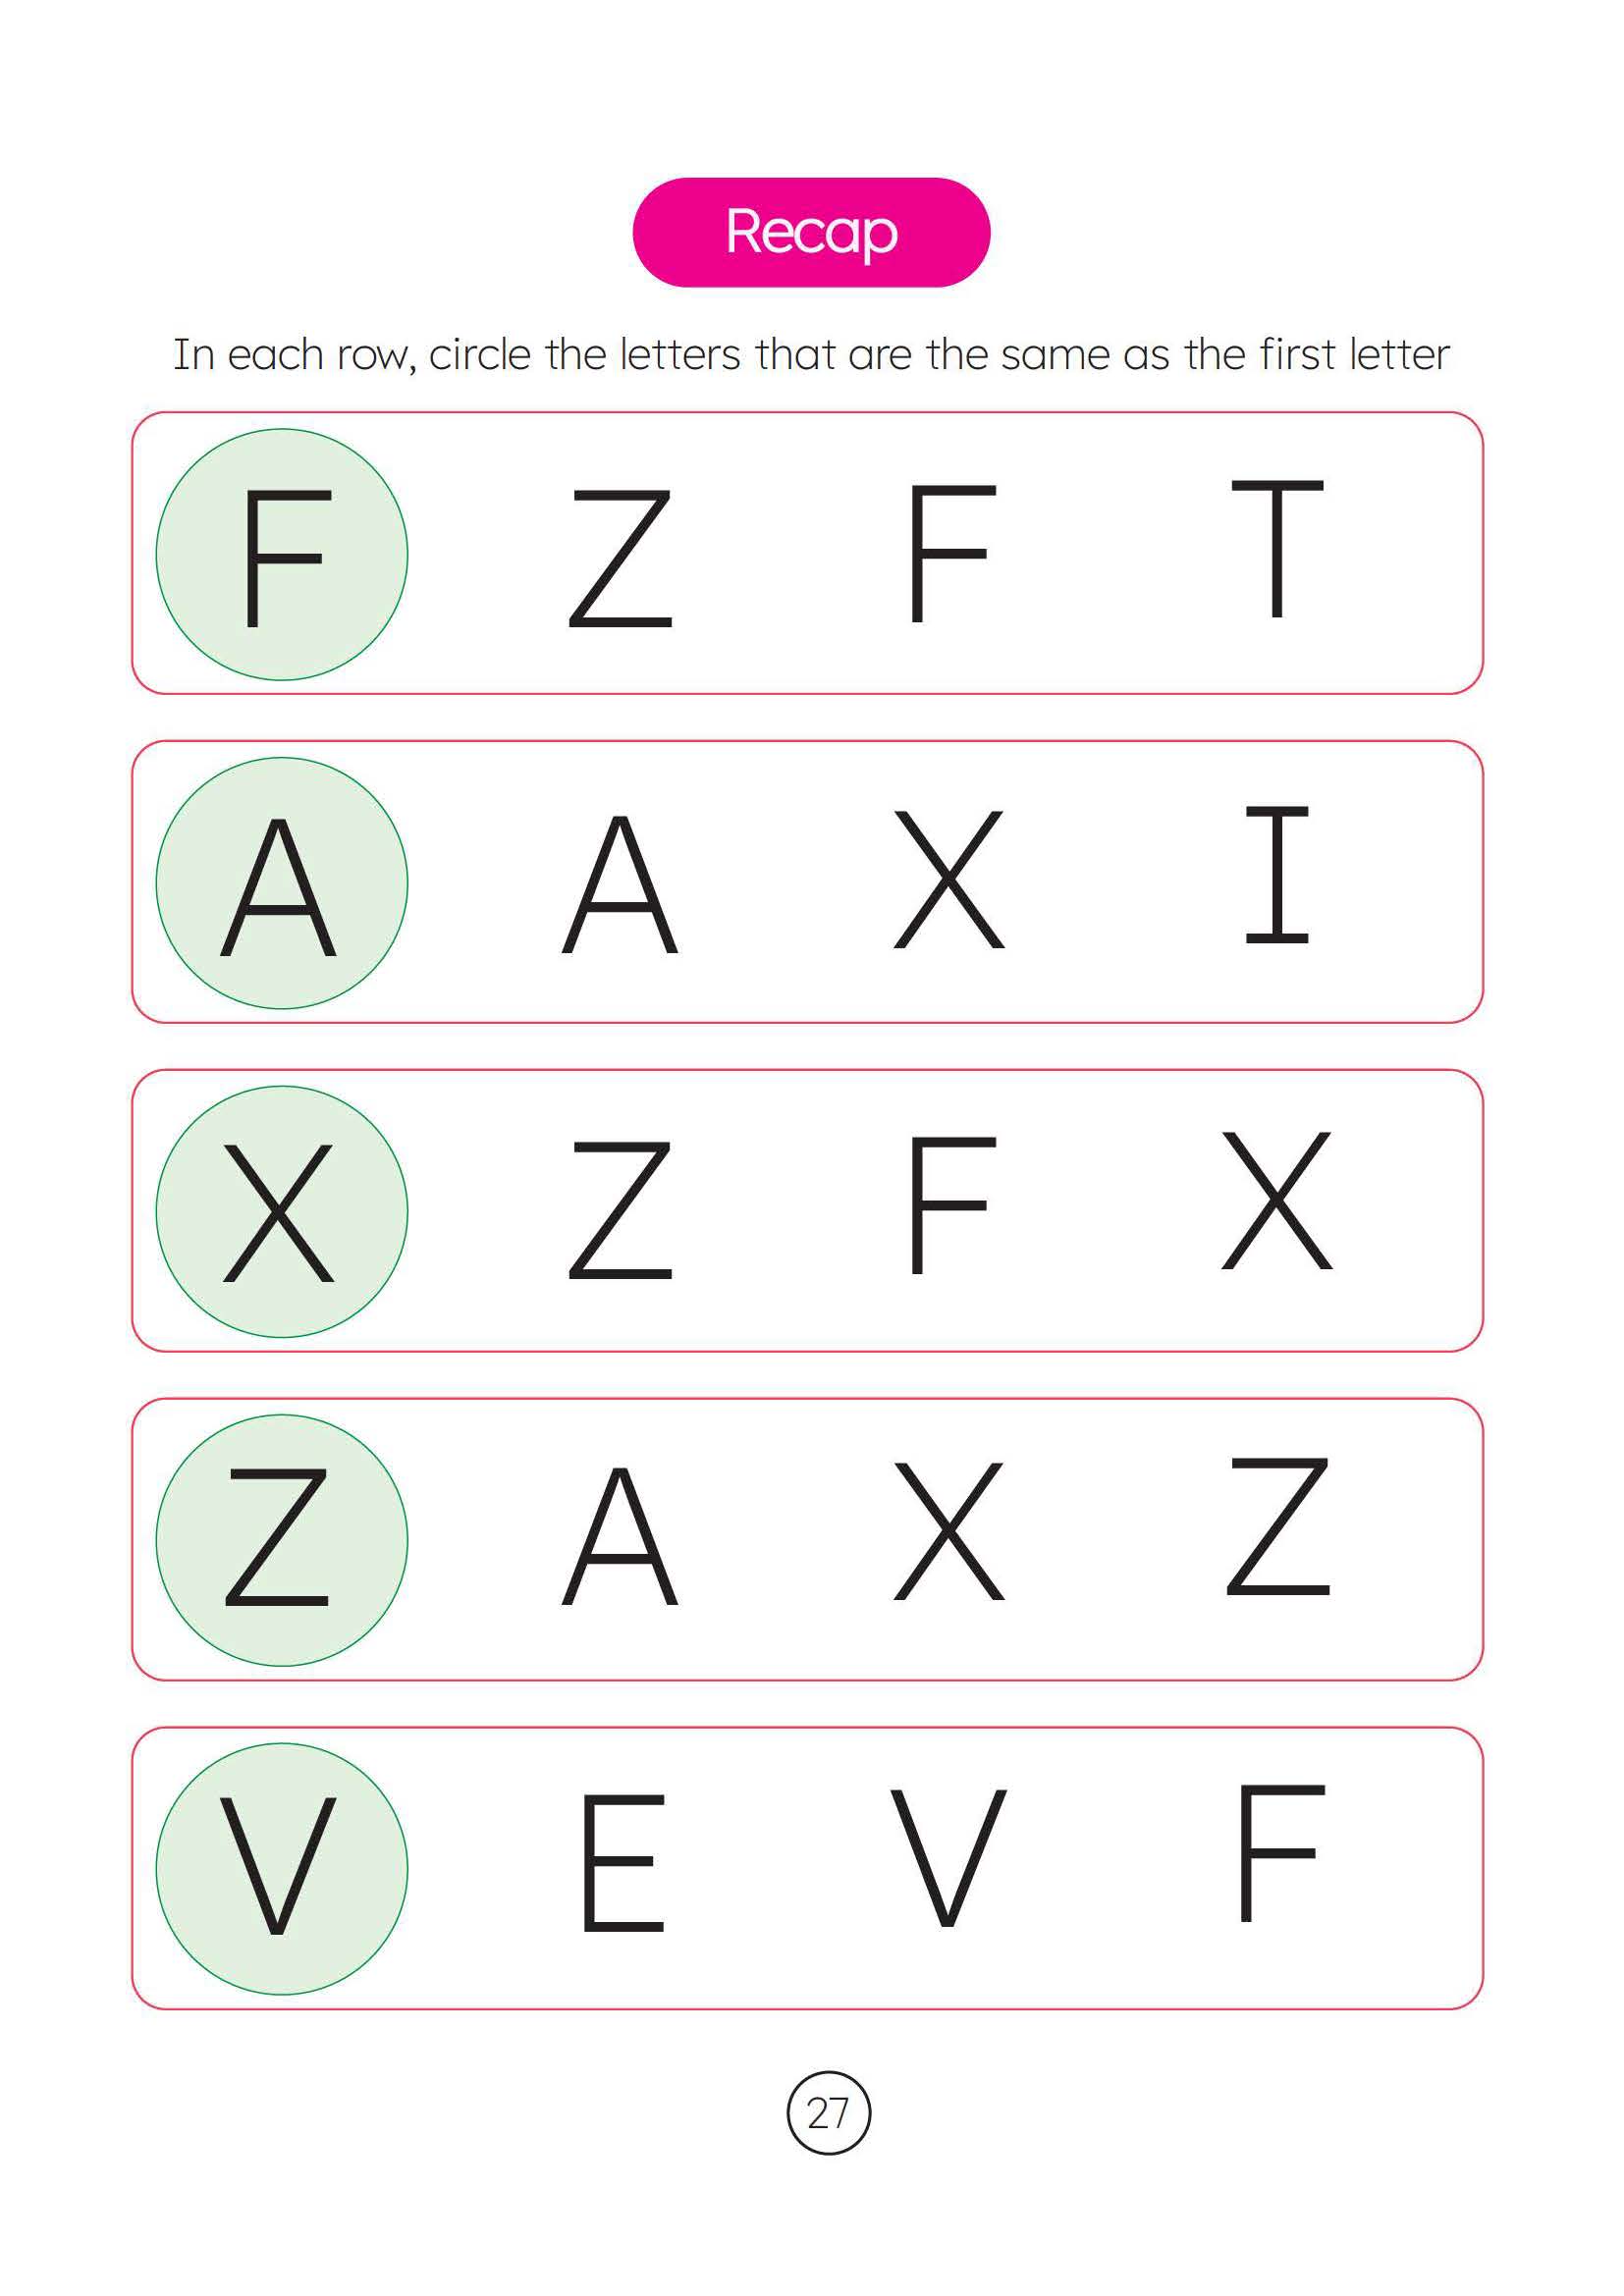 Recap
In each row, circle the letters that are the same as the first letter
F Z F T
A A X I
X Z F X
Z A X Z
V E V F
27